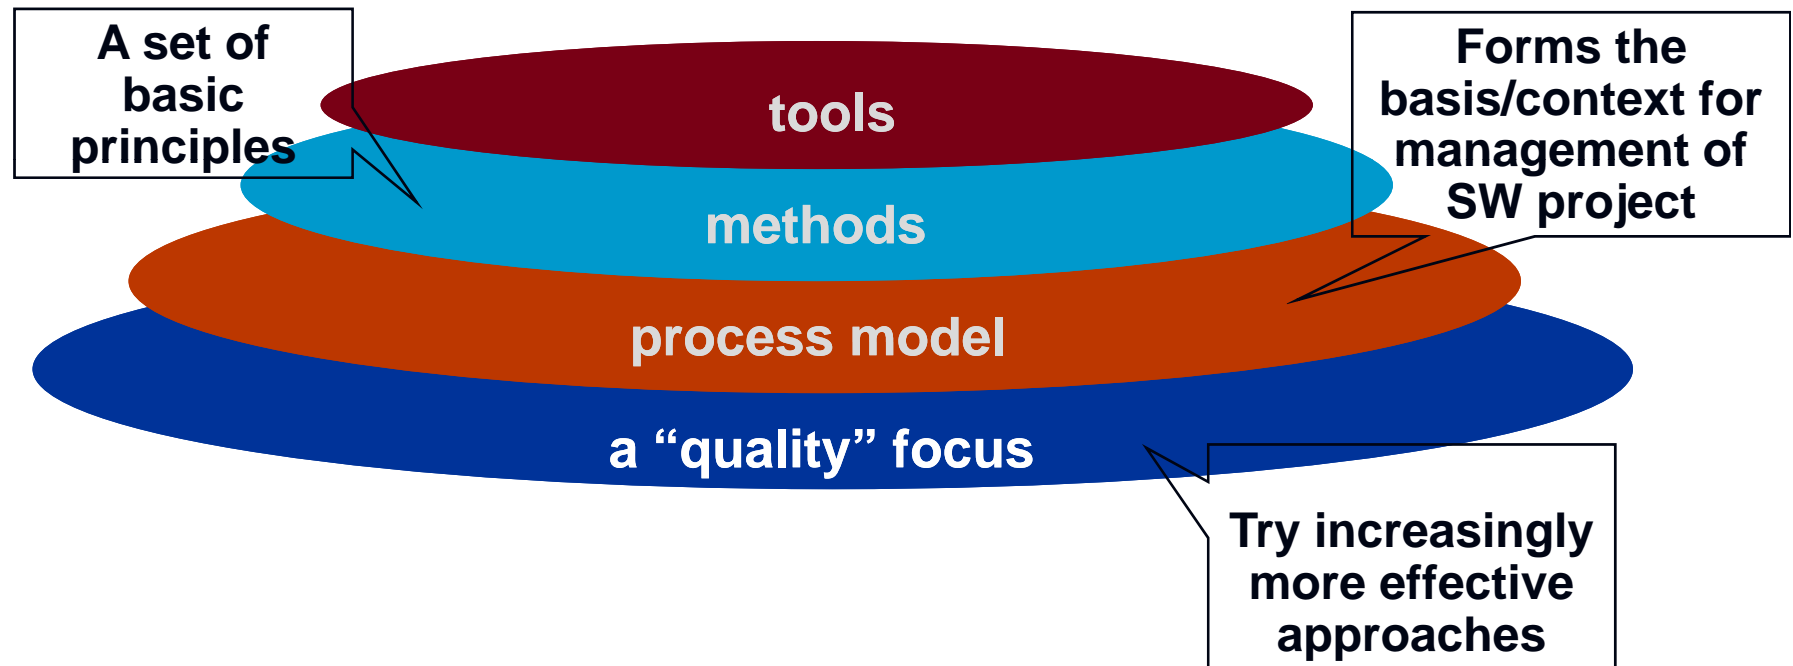 A set of
basic
principles
Forms the
basis/context for
management of
SW project
tools
methods
process model
a “quality” focus
Try increasingly
more effective
approaches